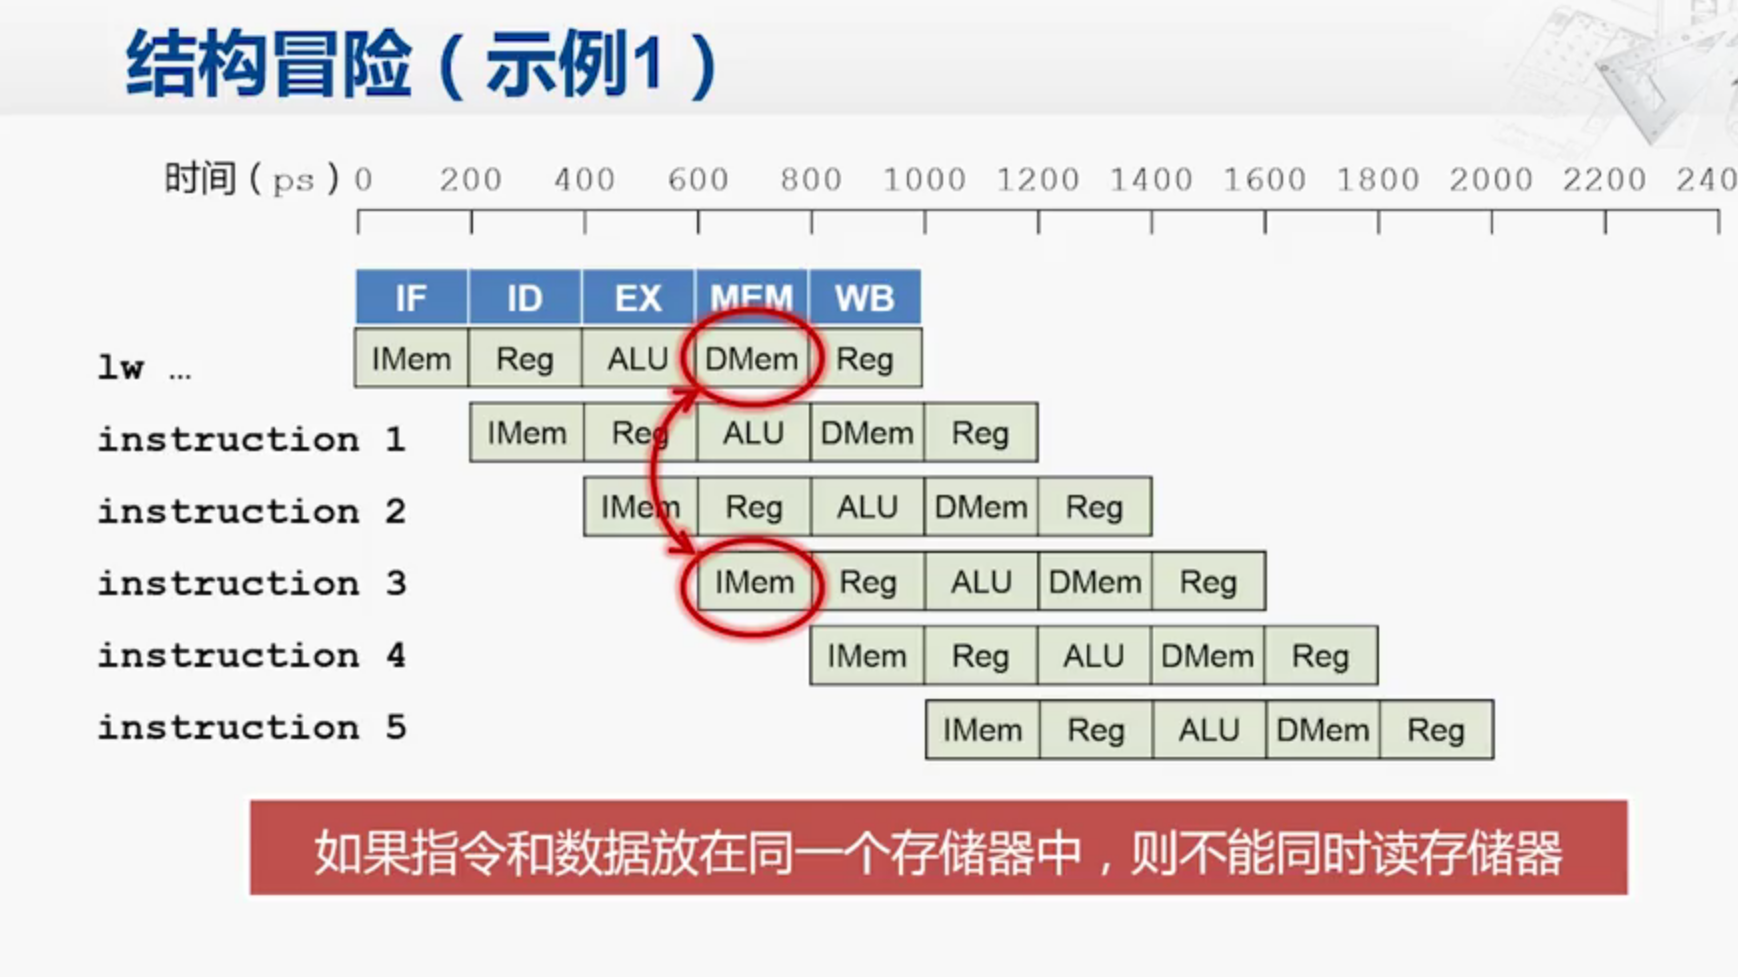 结构冒险（示例1）
时间（ps） 0 200 400 600 800 1000 1200 1400 1600 1800 2000 2200 240
IF ID EX MEM WB
lw … IMem Reg ALU DMem Reg
instruction 1 IMem Reg ALU DMem Reg
instruction 2 IMem Reg ALU DMem Reg
instruction 3 IMem Reg ALU DMem Reg
instruction 4 IMem Reg ALU DMem Reg
instruction 5 IMem Reg ALU DMem Reg
如果指令和数据放在同一个存储器中，则不能同时读存储器